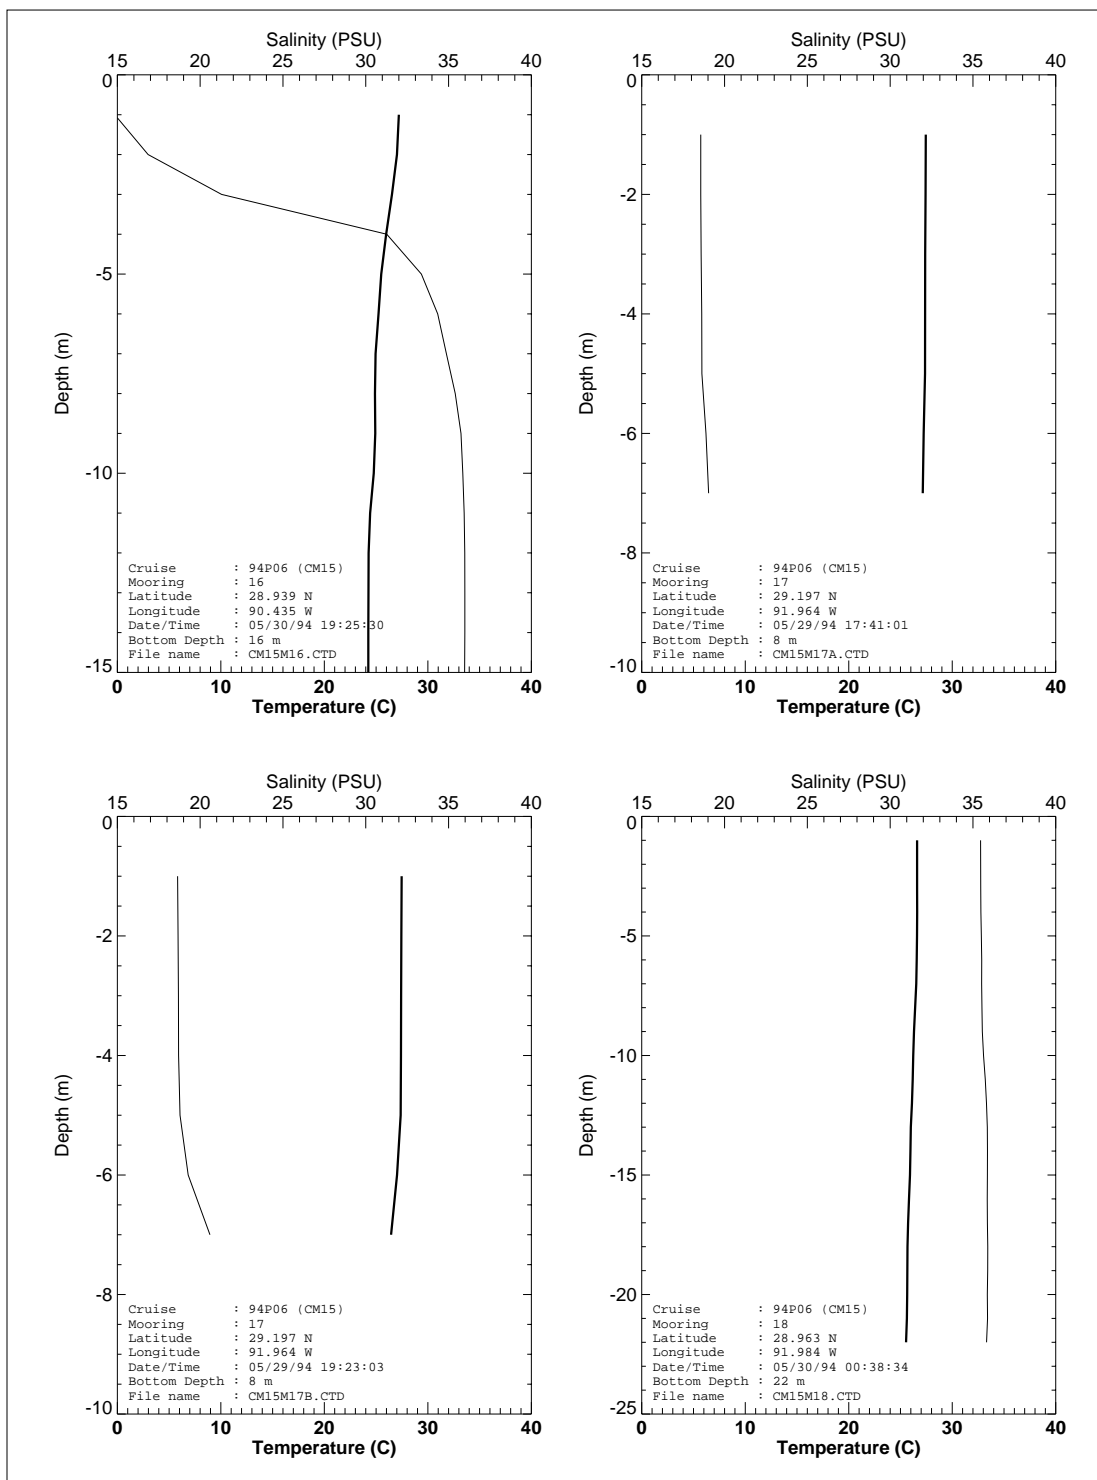 Salinity (PSU)
15 20 25 30 35 40
0
-5
-10
-15
Depth (m)
Cruise : 94P06 (CM15)
Mooring : 16
Latitude : 28.939 N
Longitude : 90.435 W
Date/Time : 05/30/94 19:25:30
Bottom Depth : 16 m
File name : CM15M16.CTD
0 10 20 30 40
Temperature (C)
Salinity (PSU)
15 20 25 30 35 40
0
-2
-4
-6
-8
-10
Depth (m)
Cruise : 94P06 (CM15)
Mooring : 17
Latitude : 29.197 N
Longitude : 91.964 W
Date/Time : 05/29/94 17:41:01
Bottom Depth : 8 m
File name : CM15M17A.CTD
0 10 20 30 40
Temperature (C)
Salinity (PSU)
15 20 25 30 35 40
0
-2
-4
-6
-8
-10
Depth (m)
Cruise : 94P06 (CM15)
Mooring : 17
Latitude : 29.197 N
Longitude : 91.964 W
Date/Time : 05/29/94 19:23:03
Bottom Depth : 8 m
File name : CM15M17B.CTD
0 10 20 30 40
Temperature (C)
Salinity (PSU)
15 20 25 30 35 40
0
-5
-10
-15
-20
-25
Depth (m)
Cruise : 94P06 (CM15)
Mooring : 18
Latitude : 28.963 N
Longitude : 91.984 W
Date/Time : 05/30/94 00:38:34
Bottom Depth : 22 m
File name : CM15M18.CTD
0 10 20 30 40
Temperature (C)